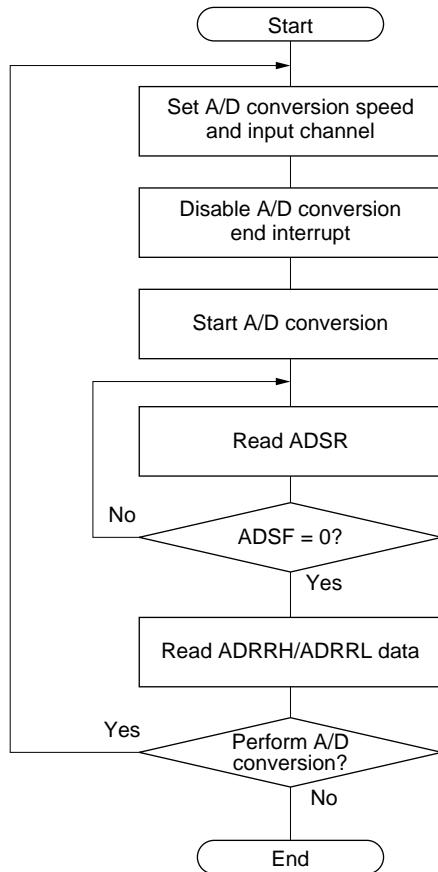 Start
Set A/D conversion speed
and input channel
Disable A/D conversion
end interrupt
Start A/D conversion
Read ADSR
No
ADSF = 0?
Yes
Read ADRRH/ADRRL data
Yes
Perform A/D
conversion?
No
End